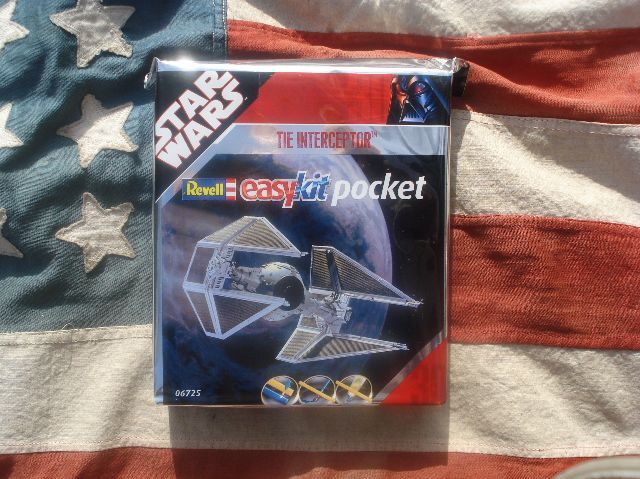 STAR
WARS
TIE INTERCEPTOR™
Revell easykit pocket
06725